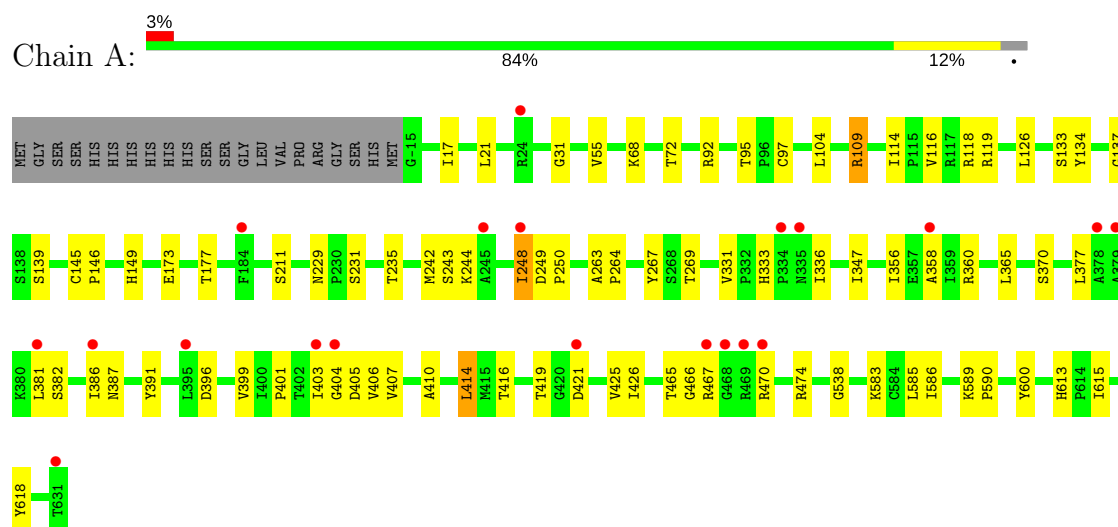 3%
Chain A:
84% 12% •
MET GLY SER SER HIS HIS HIS HIS HIS HIS SER SER GLY LEU VAL PRO ARG GLY SER HIS MET G-15 I17 L21 R24 G31 V55 K68 T72 R92 T95 P96 C97 L104 R109 I114 P115 V116 R117 R118 R119 L126 S133 Y134
S138 S139 C145 P146 H149 E173 T177 F184 S211 N229 P230 S231 T235 M242 S243 K244 A245 I248 D249 P250 A263 P264 Y267 S268 T269 V331 P332 H333 P334 N335 I336 I347 I356 E357 A358 I359 R360 L365 S370 L377 A378
K380 L381 S382 I386 N387 Y391 L395 D396 V399 I400 P401 T402 I403 G404 D405 V406 V407 A410 L414 M415 T416 T419 G420 D421 V425 I426 T465 G466 R467 G468 R469 R470 R474 G538 K583 C584 L585 I586 K589 P590 Y600 H613 P614 I615
Y618 T631